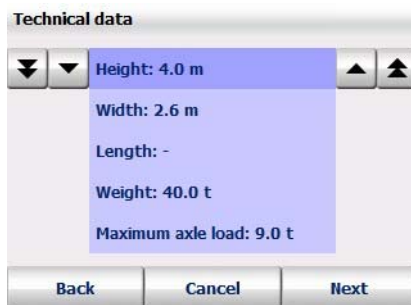 Technical data
Height: 4.0 m
Width: 2.6 m
Length: -
Weight: 40.0 t
Maximum axle load: 9.0 t
Back Cancel Next